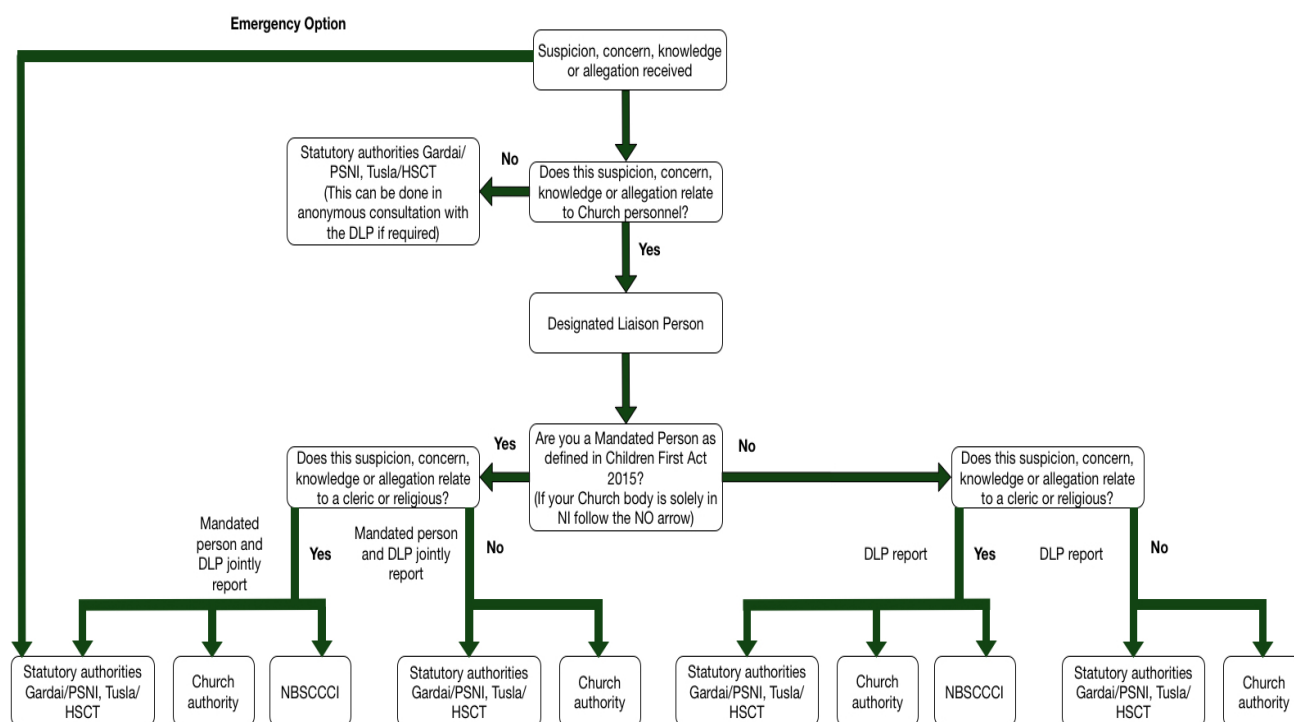 Emergency Option
Suspicion, concern, knowledge
or allegation received
Statutory authorities Gardai/
PSNI, Tusla/HSCT
(This can be done in
anonymous consultation with
the DLP if required)
No
Does this suspicion, concern,
knowledge or allegation relate
to Church personnel?
Yes
Designated Liaison Person
Are you a Mandated Person as
defined in Children First Act
2015?
(If your Church body is solely in
NI follow the NO arrow)
Yes
No
Does this suspicion, concern,
knowledge or allegation relate
to a cleric or religious?
Does this suspicion, concern,
knowledge or allegation relate
to a cleric or religious?
Mandated
person and
DLP jointly
report
Yes
Mandated person
and DLP jointly
report
No
DLP report
Yes
DLP report
No
Statutory authorities
Gardai/PSNI, Tusla/
HSCT
Church
authority
NBSCCCI
Statutory authorities
Gardai/PSNI, Tusla/
HSCT
Church
authority
Statutory authorities
Gardai/PSNI, Tusla/
HSCT
Church
authority
NBSCCCI
Statutory authorities
Gardai/PSNI, Tusla/
HSCT
Church
authority